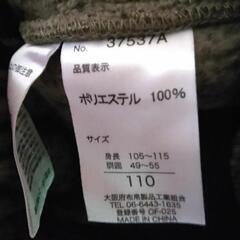 No. 37537A
品質表示
ポリエステル 100%
サイズ
身長 105～115
胴囲 49～55
110
大阪府布帛製品工業組合
TEL 06-6443-1635
登録番号 OF-025
MADE IN CHINA
注意